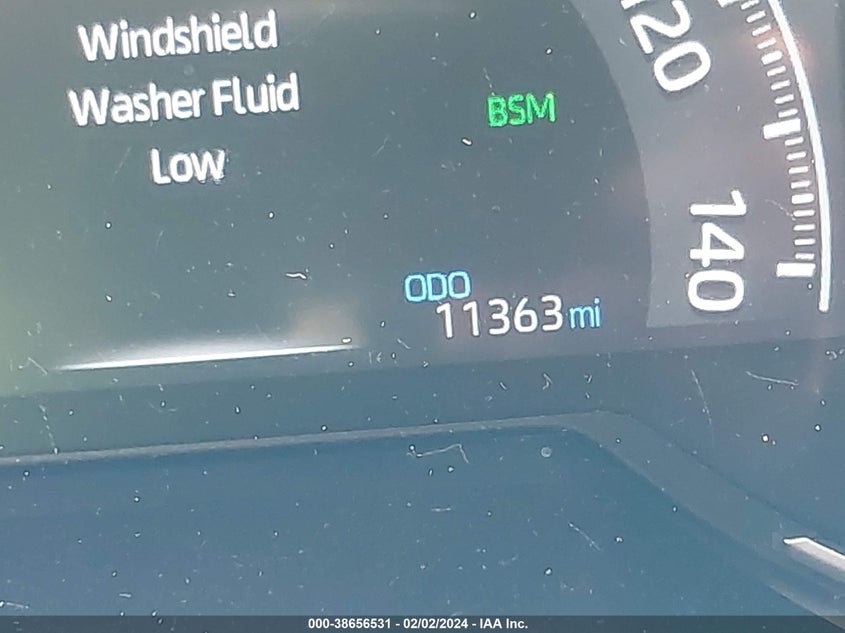 Windshield
Washer Fluid
Low
BSM
120
140
ODO
11363 mi
000-38656531 - 02/02/2024 - IAA Inc.